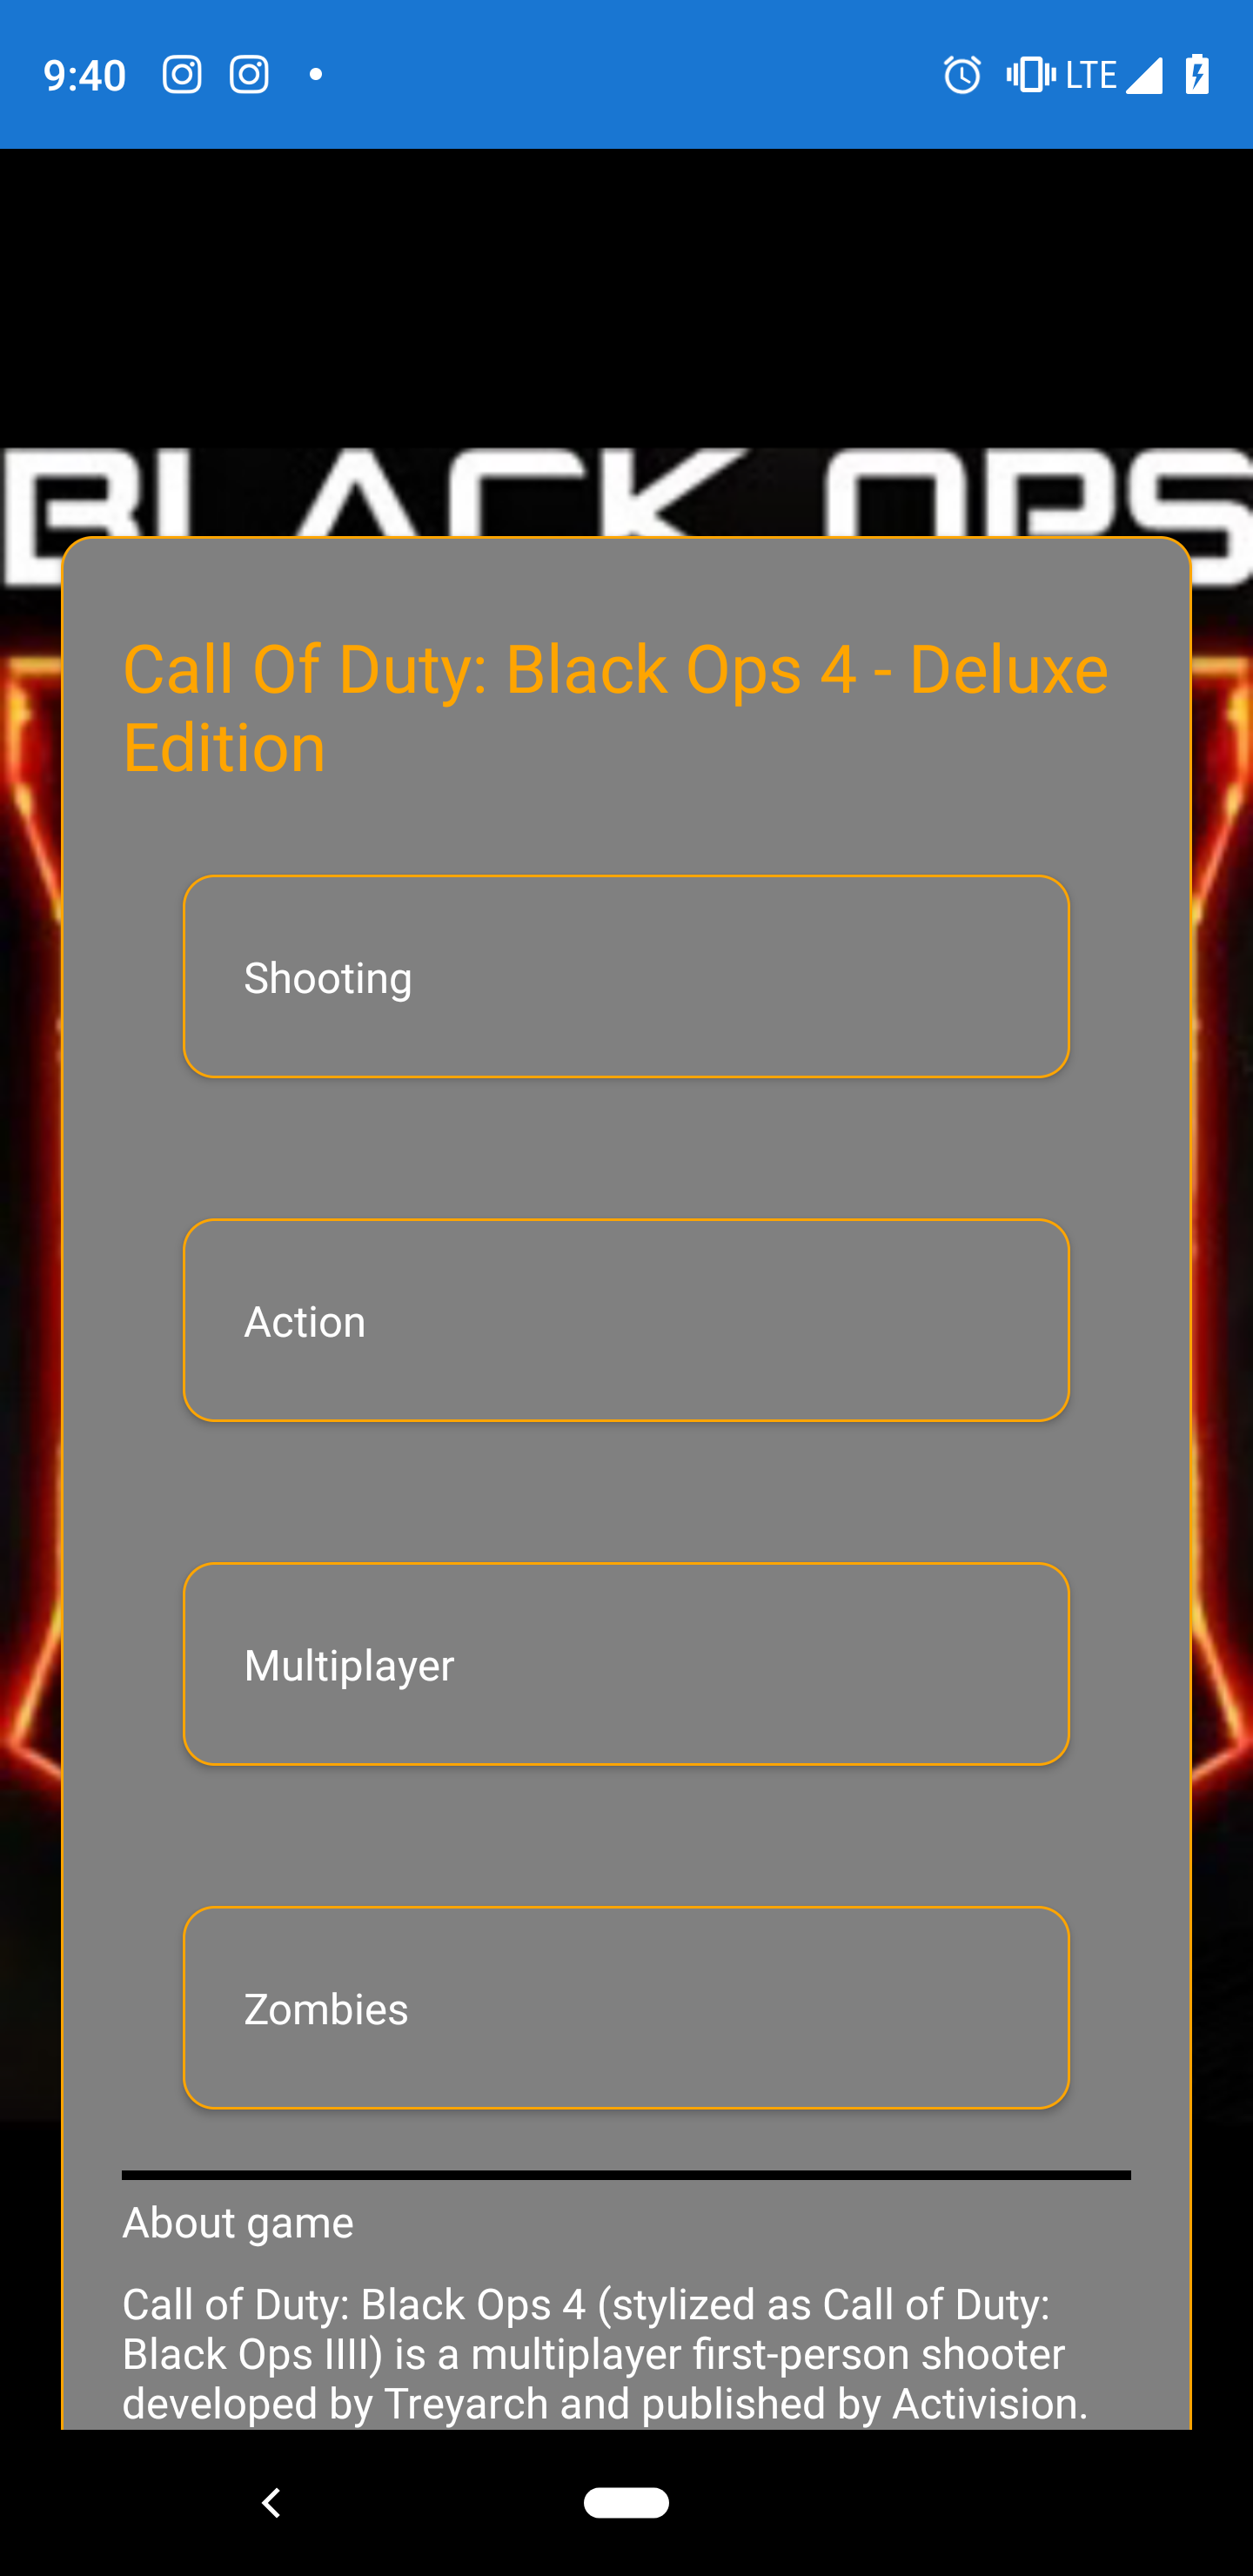 9:40
LTE
BLACK OPS
Call Of Duty: Black Ops 4 - Deluxe
Edition
Shooting
Action
Multiplayer
Zombies
About game
Call of Duty: Black Ops 4 (stylized as Call of Duty:
Black Ops IIII) is a multiplayer first-person shooter
developed by Treyarch and published by Activision.